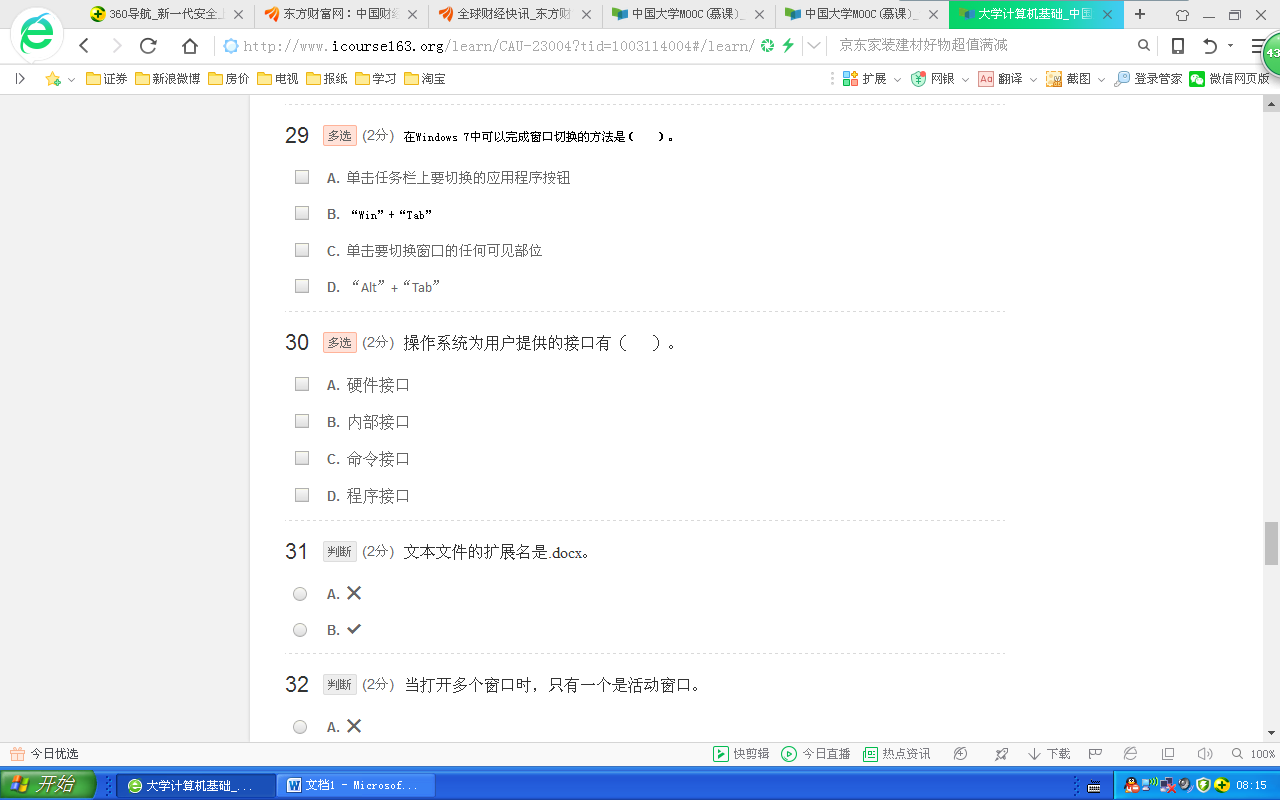 360导航_新一代安全_
东方财富网：中国财经
全球财经快讯_东方财
中国大学MOOC(慕课)_
中国大学MOOC(慕课)_
大学计算机基础_中国
http://www.icourse163.org/learn/CAU-23004?tid=1003114004#/learn/
京东家装建材好物超值满减
43
证券 新浪微博 房价 电视 报纸 学习 淘宝 扩展 网银 Aa 翻译 截图 登录管家 微信网页版
29 多选 (2分) 在Windows 7中可以完成窗口切换的方法是( )。
A. 单击任务栏上要切换的应用程序按钮
B. “Win”+“Tab”
C. 单击要切换窗口的任何可见部位
D. “Alt”+“Tab”
30 多选 (2分) 操作系统为用户提供的接口有（ ）。
A. 硬件接口
B. 内部接口
C. 命令接口
D. 程序接口
31 判断 (2分) 文本文件的扩展名是.docx。
A. ✕
B. ✓
32 判断 (2分) 当打开多个窗口时，只有一个是活动窗口。
A. ✕
今日优选 快剪辑 今日直播 热点资讯 下载 100%
开始 大学计算机基础_... 文档1 - Microsof... 08:15